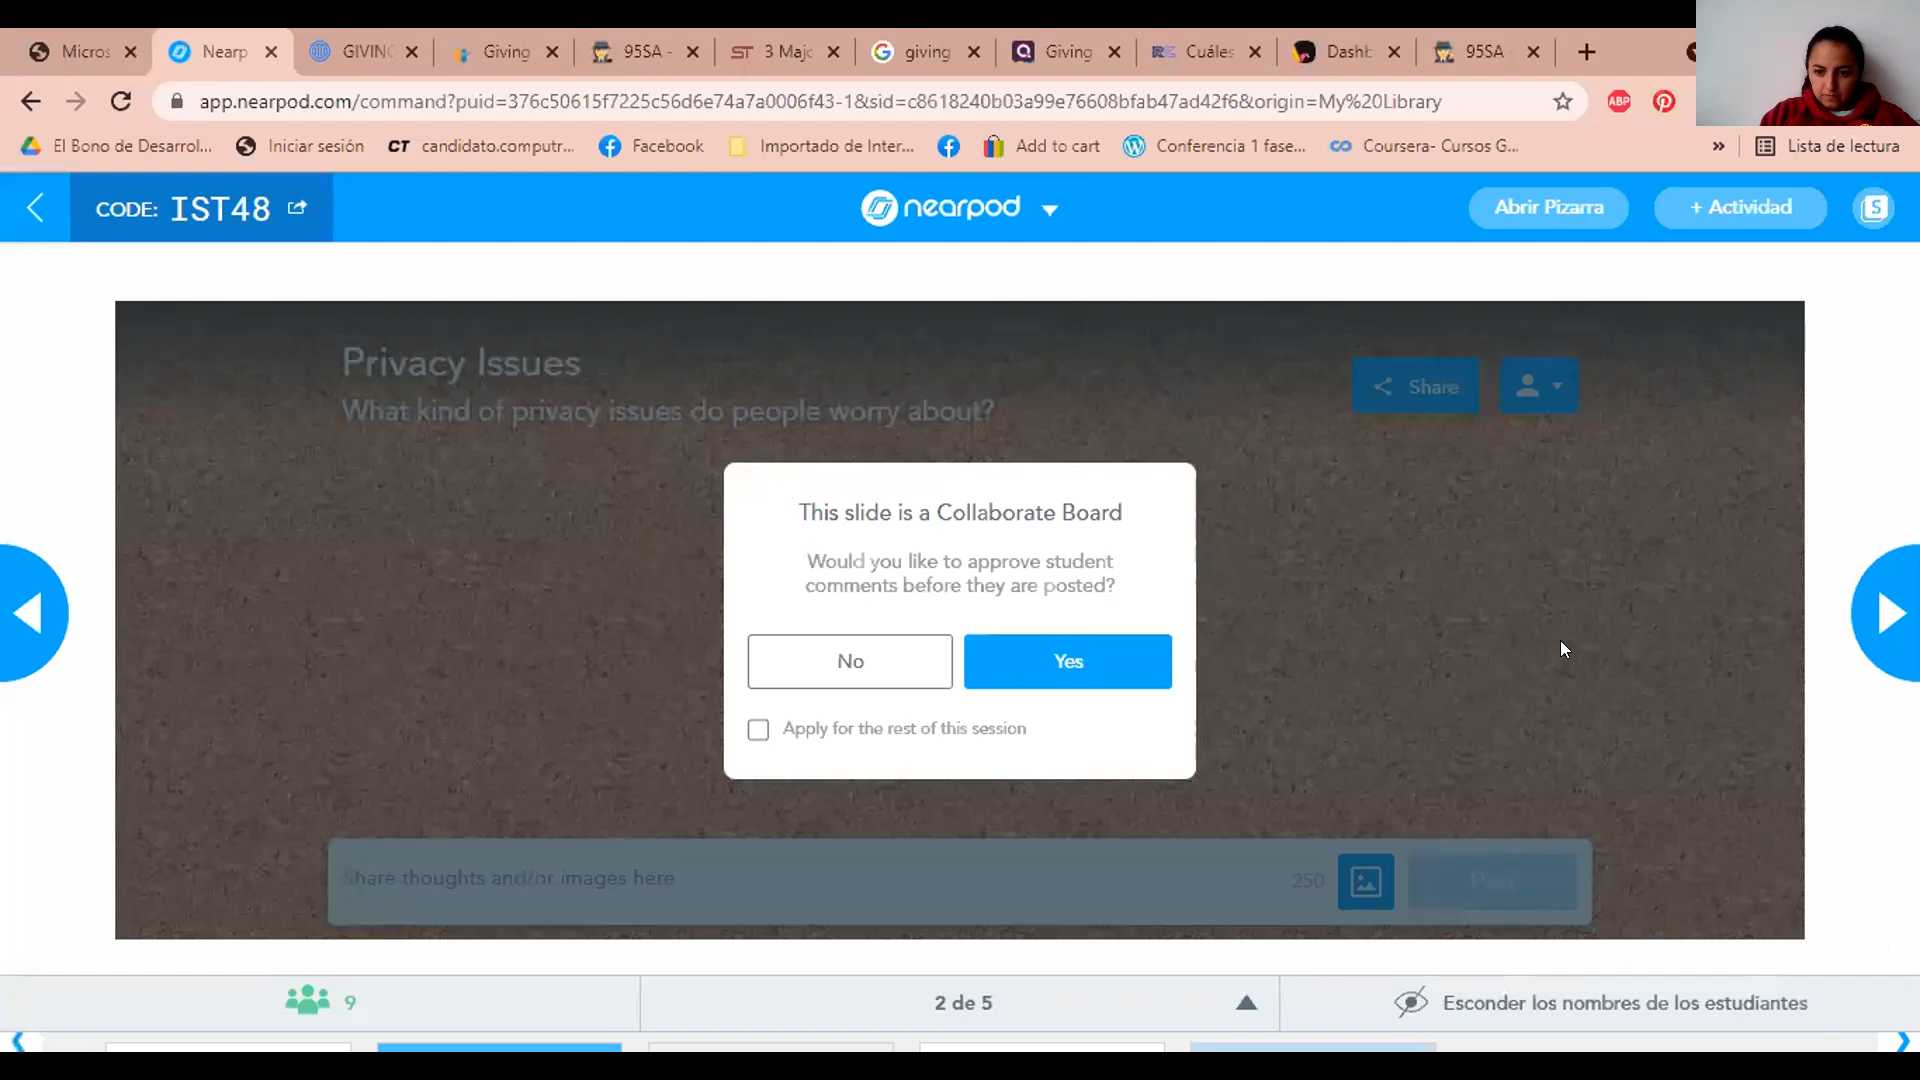 Micros
Nearp
GIVING
Giving
95SA -
3 Majo
giving
Giving
Cuáles
Dashb
95SA
app.nearpod.com/command?puid=376c50615f7225c56d6e74a7a0006f43-1&sid=c8618240b03a99e76608bfab47ad42f6&origin=My%20Library
ABP
El Bono de Desarrol...
Iniciar sesión
CT candidato.computr...
Facebook
Importado de Inter...
Add to cart
Conferencia 1 fase...
Coursera- Cursos G...
»
Lista de lectura
CODE: IST48
nearpod
Abrir Pizarra
+ Actividad
S
Privacy Issues
What kind of privacy issues do people worry about?
Share
This slide is a Collaborate Board
Would you like to approve student
comments before they are posted?
No
Yes
Apply for the rest of this session
Share thoughts and/or images here
250
Post
9
2 de 5
Esconder los nombres de los estudiantes